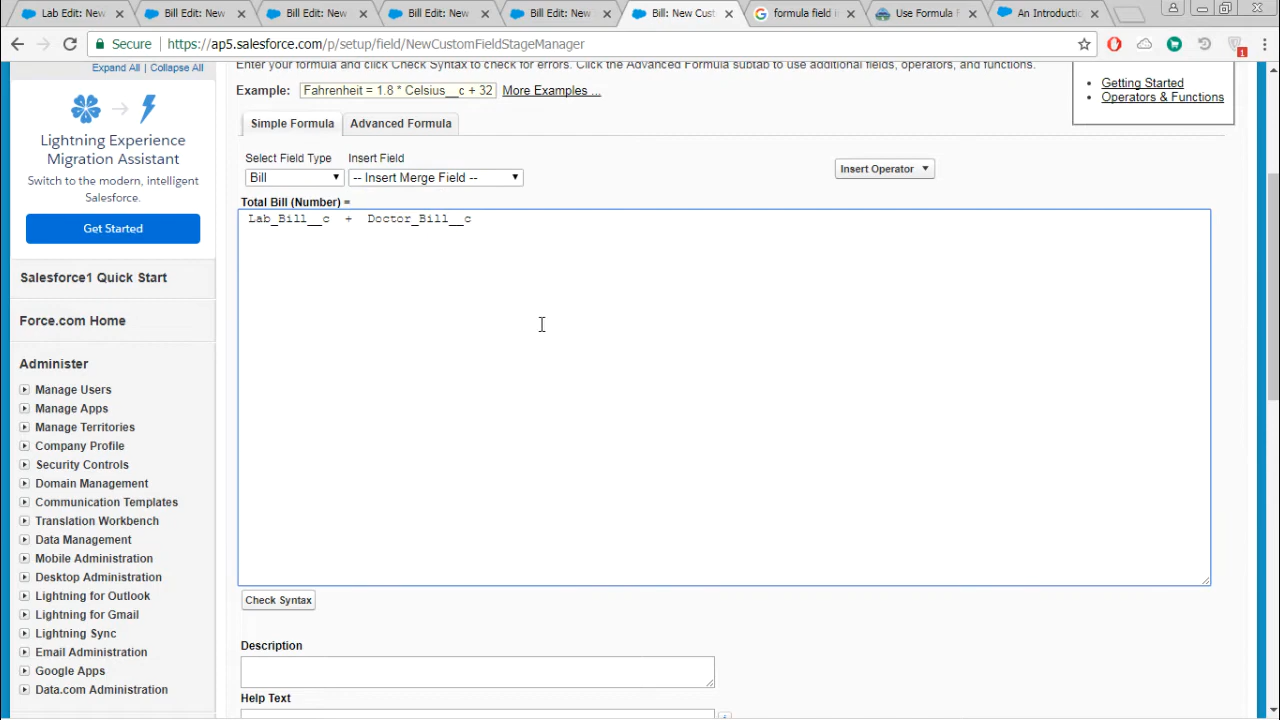 Lab Edit: New
Bill Edit: New
Bill Edit: New
Bill Edit: New
Bill Edit: New
Bill: New Cust
formula field i
Use Formula F
An Introductio
Secure
https://ap5.salesforce.com/p/setup/field/NewCustomFieldStageManager
1
Expand All | Collapse All
Lightning Experience
Migration Assistant
Switch to the modern, intelligent
Salesforce.
Get Started
Salesforce1 Quick Start
Force.com Home
Administer
Manage Users
Manage Apps
Manage Territories
Company Profile
Security Controls
Domain Management
Communication Templates
Translation Workbench
Data Management
Mobile Administration
Desktop Administration
Lightning for Outlook
Lightning for Gmail
Lightning Sync
Email Administration
Google Apps
Data.com Administration
Enter your formula and click Check Syntax to check for errors. Click the Advanced Formula subtab to use additional fields, operators, and functions.
Example: Fahrenheit = 1.8 * Celsius__c + 32 More Examples ...
Getting Started
Operators & Functions
Simple Formula Advanced Formula
Select Field Type Insert Field
Bill -- Insert Merge Field -- Insert Operator
Total Bill (Number) =
Lab_Bill__c + Doctor_Bill__c
Check Syntax
Description
Help Text